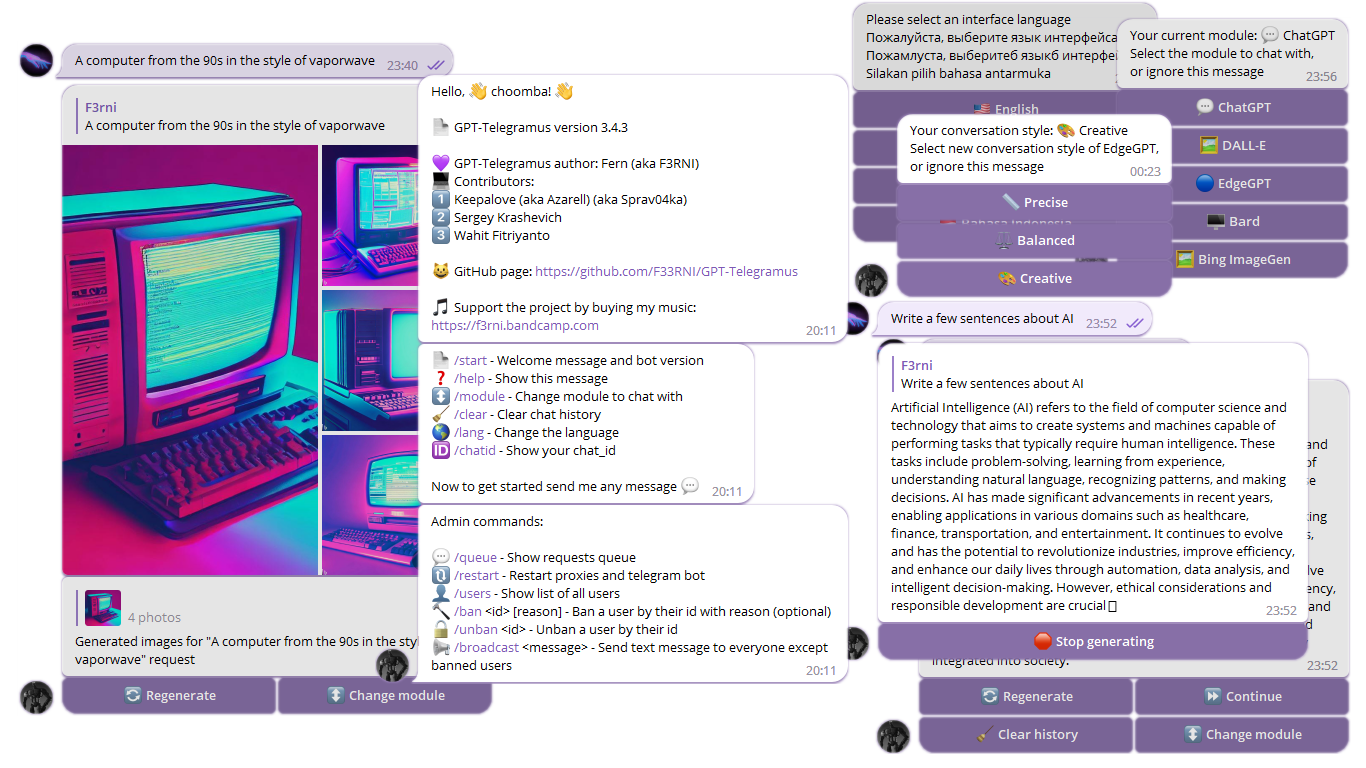 A computer from the 90s in the style of vaporwave 23:40
F3rni
A computer from the 90s in the style of vaporwave
4 photos
Generated images for "A computer from the 90s in the
vaporwave" request
Regenerate
Change module
Hello, 👋 choomba! 👋
GPT-Telegramus version 3.4.3
GPT-Telegramus author: Fern (aka F3RNI)
Contributors:
1 Keepalove (aka Azarell) (aka Sprav04ka)
2 Sergey Krashevich
3 Wahit Fitriyanto
GitHub page: https://github.com/F33RNI/GPT-Telegramus
Support the project by buying my music:
https://f3rni.bandcamp.com
20:11
/start - Welcome message and bot version
/help - Show this message
/module - Change module to chat with
/clear - Clear chat history
/lang - Change the language
ID /chatid - Show your chat_id
Now to get started send me any message 20:11
Admin commands:
/queue - Show requests queue
/restart - Restart proxies and telegram bot
/users - Show list of all users
/ban <id> [reason] - Ban a user by their id with reason (optional)
/unban <id> - Unban a user by their id
/broadcast <message> - Send text message to everyone except
banned users 20:11
Please select an interface language
Пожалуйста, выберите язык интерфейса
Пожамлуста, выберитеб языкб интерфе
Silakan pilih bahasa antarmuka
English
Bahasa Indonesia
Your current module: 💬 ChatGPT
Select the module to chat with,
or ignore this message 23:56
ChatGPT
DALL-E
EdgeGPT
Bard
Bing ImageGen
Your conversation style: 🎨 Creative
Select new conversation style of EdgeGPT,
or ignore this message
00:23
Precise
Balanced
Creative
Write a few sentences about AI 23:52
F3rni
Write a few sentences about AI
Artificial Intelligence (AI) refers to the field of computer science and
technology that aims to create systems and machines capable of
performing tasks that typically require human intelligence. These
tasks include problem-solving, learning from experience,
understanding natural language, recognizing patterns, and making
decisions. AI has made significant advancements in recent years,
enabling applications in various domains such as healthcare,
finance, transportation, and entertainment. It continues to evolve
and has the potential to revolutionize industries, improve efficiency,
and enhance our daily lives through automation, data analysis, and
intelligent decision-making. However, ethical considerations and
responsible development are crucial
23:52
Stop generating
integrated into society. 23:52
Regenerate
Continue
Clear history
Change module